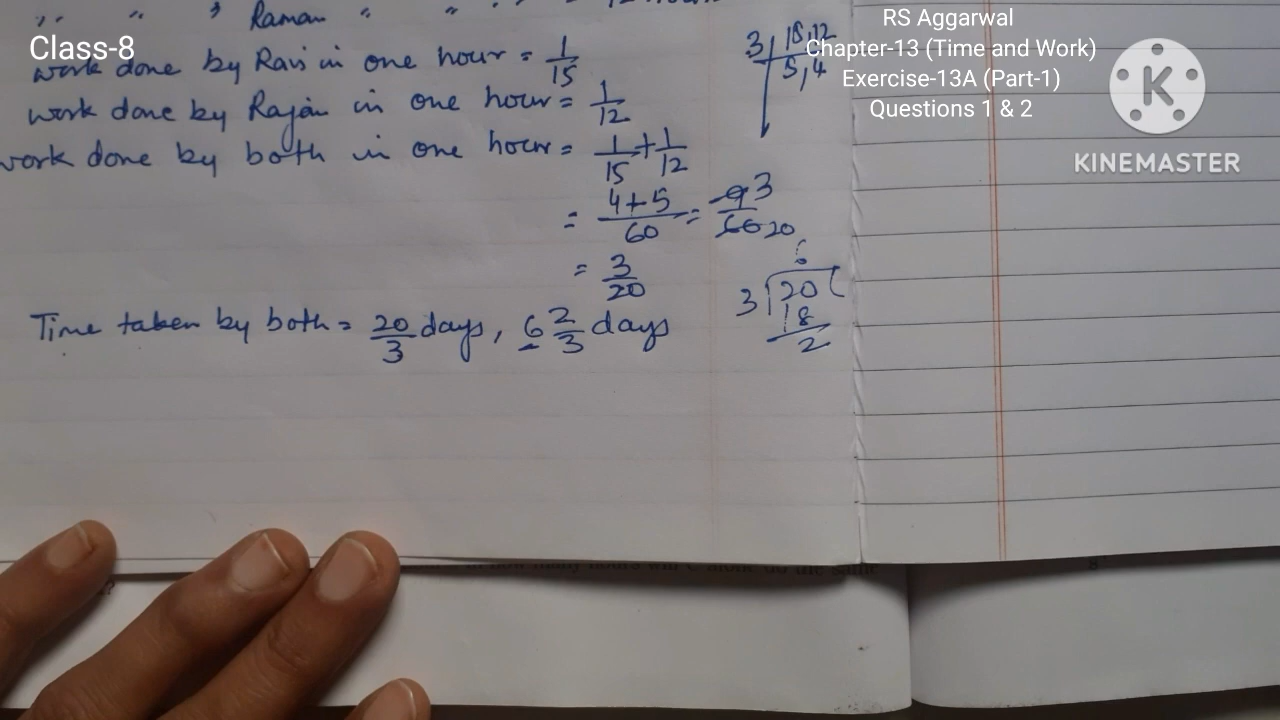 " " " Raman " " "
Class-8
work done by Ravi in one hour = 1/15
work done by Rajan in one hour = 1/12
work done by both in one hour = 1/15 + 1/12
= 4+5/60 = 9/60 3/20
= 3/20
Time taken by both = 20/3 days, 6 2/3 days
3 | 15,12
5,4
6
3 ) 20 (
18
2
RS Aggarwal
Chapter-13 (Time and Work)
Exercise-13A (Part-1)
Questions 1 & 2
K
KINEMASTER